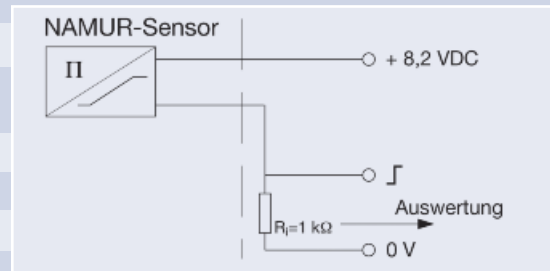 NAMUR-Sensor
Π
+ 8,2 VDC
Auswertung
Ri=1 kΩ
0 V